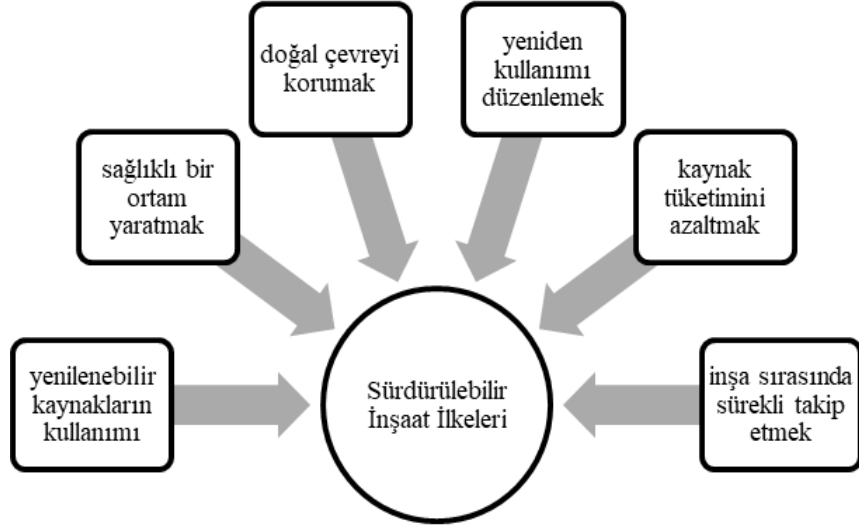 doğal çevreyi
korumak
yeniden
kullanımı
düzenlemek
sağlıklı bir
ortam
yaratmak
kaynak
tüketimini
azaltmak
yenilenebilir
kaynakların
kullanımı
Sürdürülebilir
İnşaat İlkeleri
inşa sırasında
sürekli takip
etmek